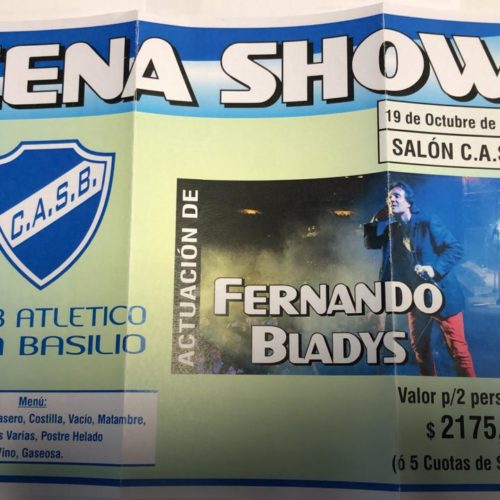 CENA SHOW
19 de Octubre de
SALÓN C.A.S.
C.A.S.B.
ACTUACIÓN DE
FERNANDO
BLADYS
B ATLETICO
N BASILIO
Menú:
asero, Costilla, Vacío, Matambre,
s Varias, Postre Helado
Vino, Gaseosa.
Valor p/2 pers
$ 2175,
(ó 5 Cuotas de $